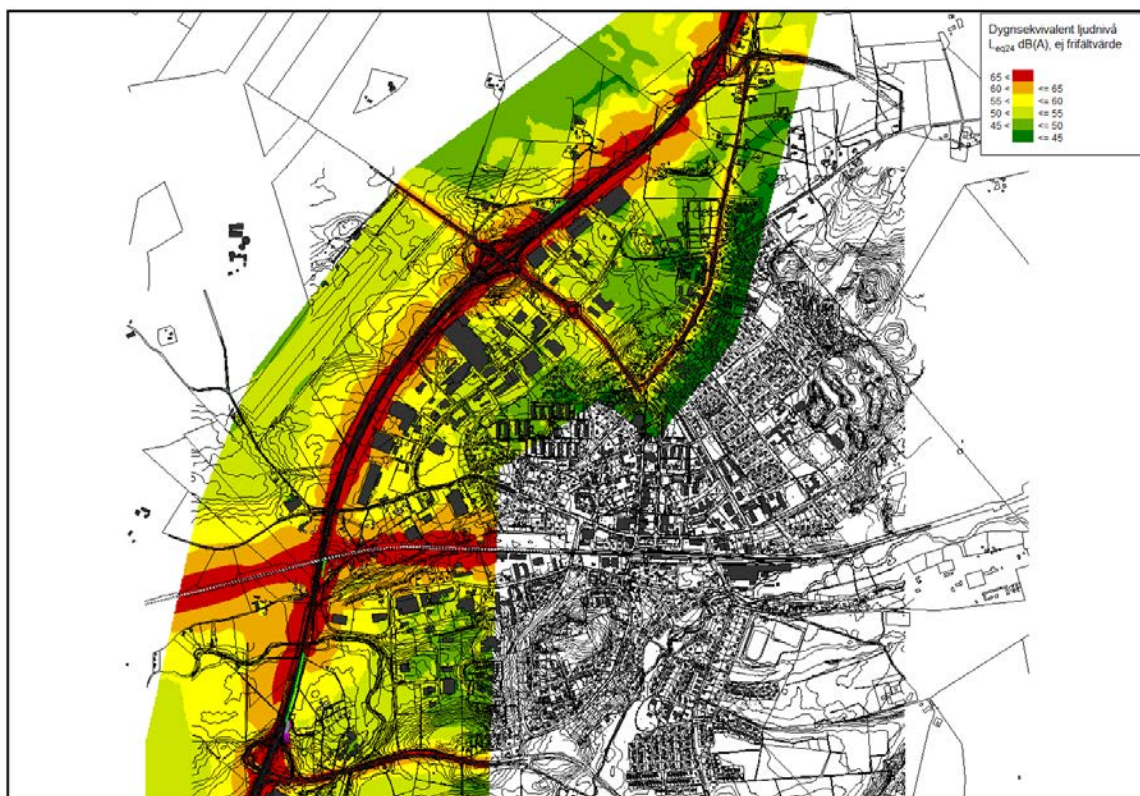 Dygnsekvivalent ljudnivå
Leq24 dB(A), ej frifältvärde
65 <
60 < <= 65
55 < <= 60
50 < <= 55
45 < <= 50
<= 45